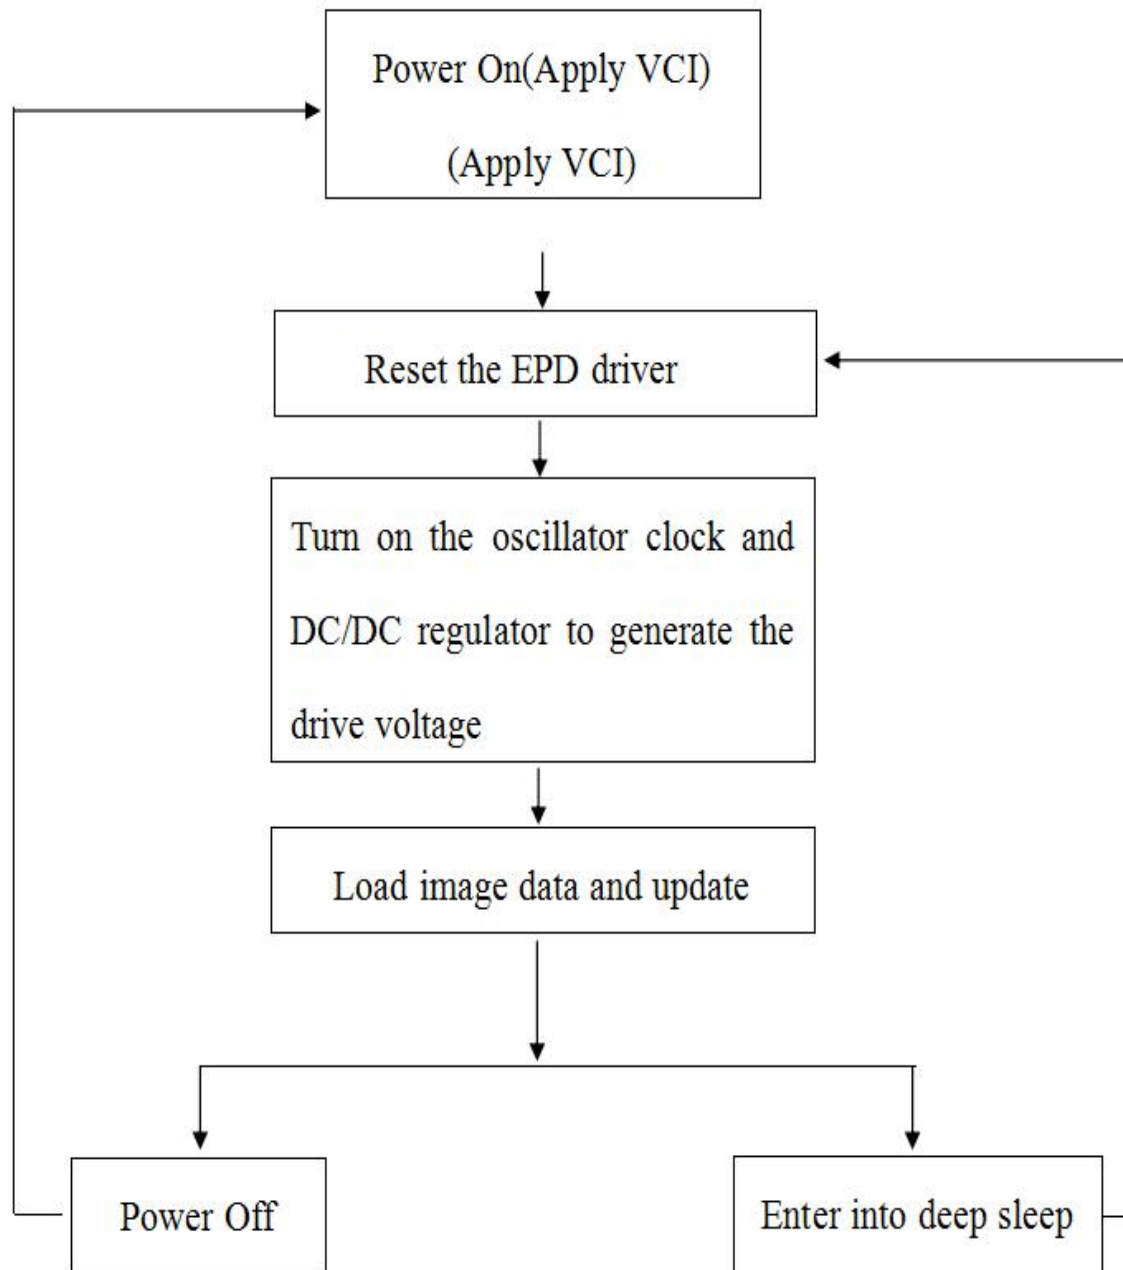 Power On(Apply VCI)
(Apply VCI)
Reset the EPD driver
Turn on the oscillator clock and
DC/DC regulator to generate the
drive voltage
Load image data and update
Power Off
Enter into deep sleep